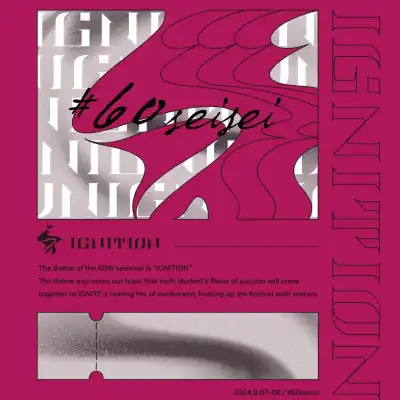 IGNITION
#60seisei
IGNITION
The theme of the 60th seiseisei is "IGNITION"
The theme expresses our hope that each student's flame of passion will come
together to IGNITE a roaring fire of excitement, heating up the festival with visitors.
2024.9.07-08 / #60seisei